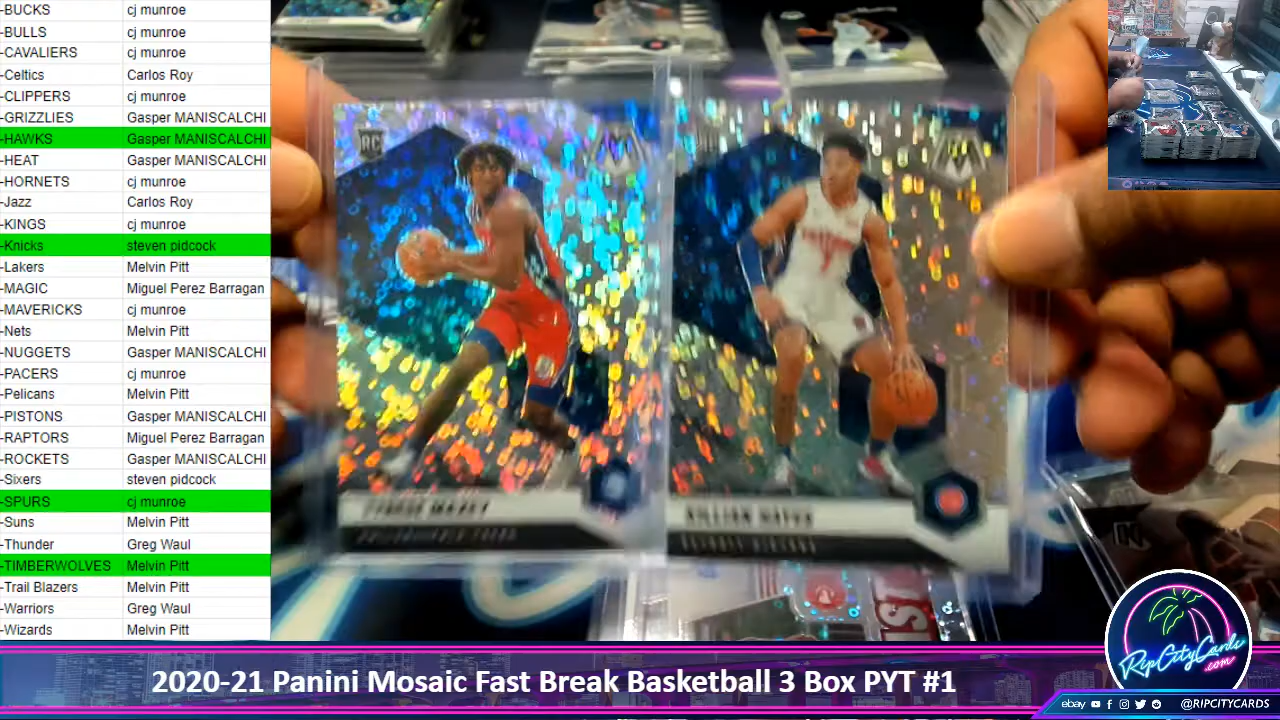 -BUCKS cj munroe
-BULLS cj munroe
-CAVALIERS cj munroe
-Celtics Carlos Roy
-CLIPPERS cj munroe
-GRIZZLIES Gasper MANISCALCHI
-HAWKS Gasper MANISCALCHI
-HEAT Gasper MANISCALCHI
-HORNETS cj munroe
-Jazz Carlos Roy
-KINGS cj munroe
-Knicks steven pidcock
-Lakers Melvin Pitt
-MAGIC Miguel Perez Barragan
-MAVERICKS cj munroe
-Nets Melvin Pitt
-NUGGETS Gasper MANISCALCHI
-PACERS cj munroe
-Pelicans Melvin Pitt
-PISTONS Gasper MANISCALCHI
-RAPTORS Miguel Perez Barragan
-ROCKETS Gasper MANISCALCHI
-Sixers steven pidcock
-SPURS cj munroe
-Suns Melvin Pitt
-Thunder Greg Waul
-TIMBERWOLVES Melvin Pitt
-Trail Blazers Melvin Pitt
-Warriors Greg Waul
-Wizards Melvin Pitt
RC
TYRESE MAXEY
KILLIAN HAYES
DETROIT PISTONS
RipCityCards
.com
2020-21 Panini Mosaic Fast Break Basketball 3 Box PYT #1
ebay @RIPCITYCARDS